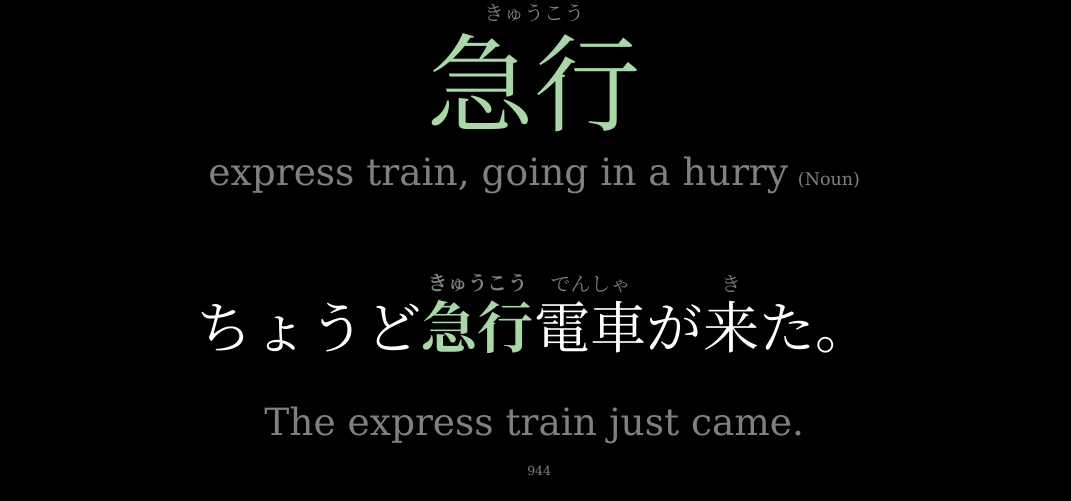 きゅうこう
急行
express train, going in a hurry (Noun)
きゅうこう でんしゃ き
ちょうど急行電車が来た。
The express train just came.
944